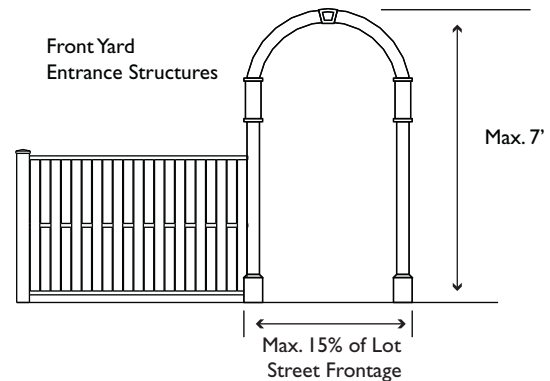 Front Yard
Entrance Structures
Max. 7’
Max. 15% of Lot
Street Frontage